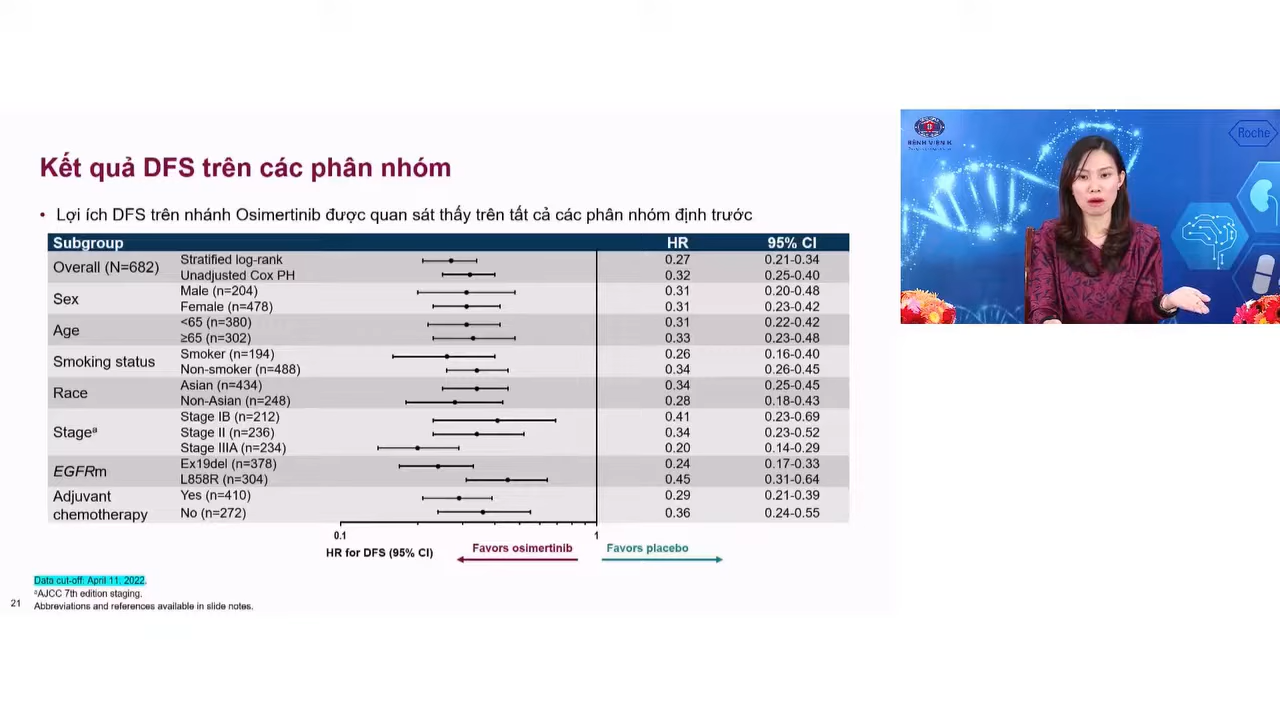 Kết quả DFS trên các phân nhóm
• Lợi ích DFS trên nhánh Osimertinib được quan sát thấy trên tất cả các phân nhóm định trước
Subgroup HR 95% CI
Overall (N=682) Stratified log-rank 0.27 0.21-0.34
Unadjusted Cox PH 0.32 0.25-0.40
Sex Male (n=204) 0.31 0.20-0.48
Female (n=478) 0.31 0.23-0.42
Age <65 (n=380) 0.31 0.22-0.42
≥65 (n=302) 0.33 0.23-0.48
Smoking status Smoker (n=194) 0.26 0.16-0.40
Non-smoker (n=488) 0.34 0.26-0.45
Race Asian (n=434) 0.34 0.25-0.45
Non-Asian (n=248) 0.28 0.18-0.43
Stageᵃ Stage IB (n=212) 0.41 0.23-0.69
Stage II (n=236) 0.34 0.23-0.52
Stage IIIA (n=234) 0.20 0.14-0.29
EGFRm Ex19del (n=378) 0.24 0.17-0.33
L858R (n=304) 0.45 0.31-0.64
Adjuvant chemotherapy Yes (n=410) 0.29 0.21-0.39
No (n=272) 0.36 0.24-0.55
0.1 1
HR for DFS (95% CI) Favors osimertinib Favors placebo
Data cut-off: April 11, 2022.
ᵃAJCC 7th edition staging.
21 Abbreviations and references available in slide notes.
BỆNH VIỆN K
Roche